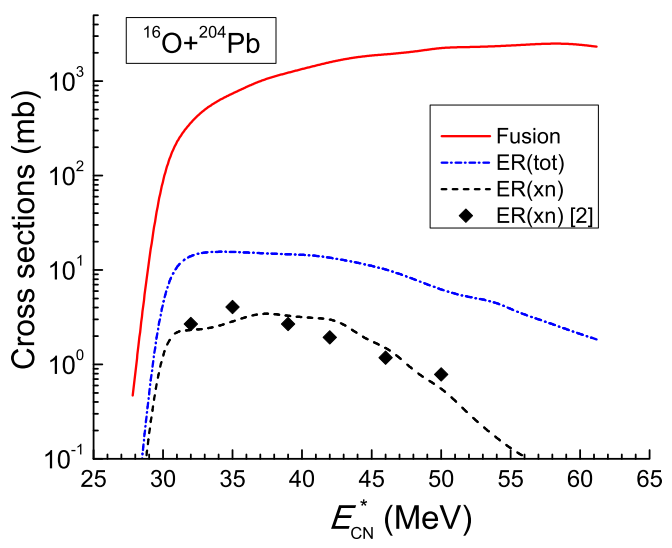 ¹⁶O+²⁰⁴Pb
Fusion
ER(tot)
ER(xn)
ER(xn) [2]
Cross sections (mb)
10³
10²
10¹
10⁰
10⁻¹
25 30 35 40 45 50 55 60 65
E*CN (MeV)